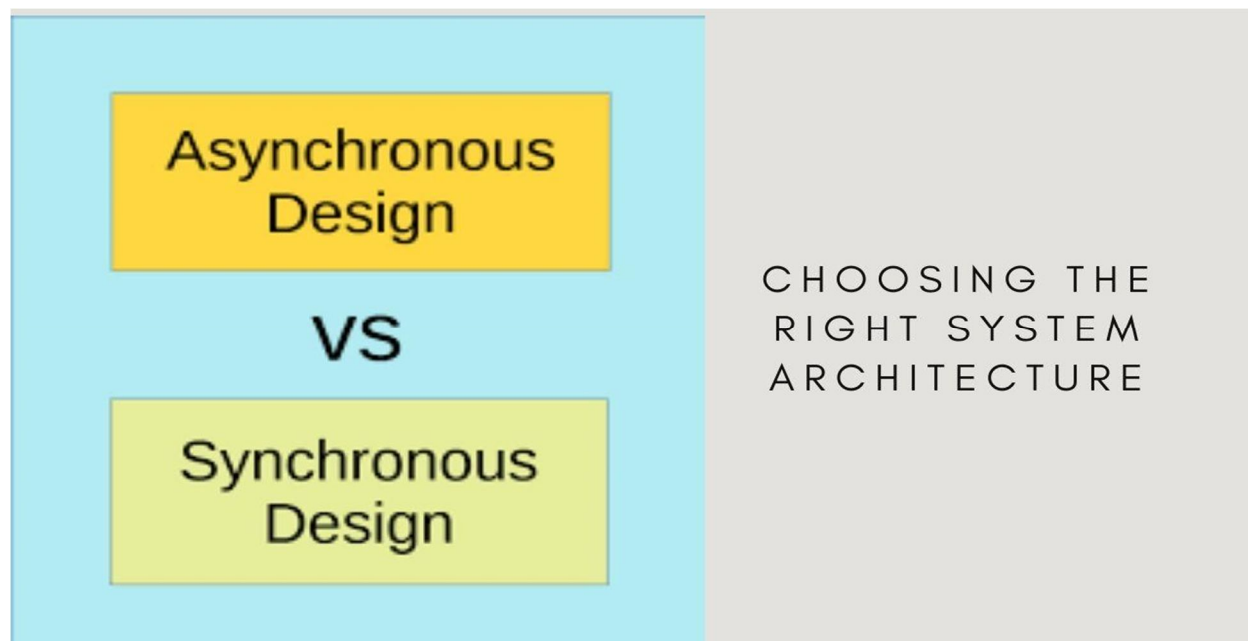 Asynchronous
Design
vs
Synchronous
Design
CHOOSING THE
RIGHT SYSTEM
ARCHITECTURE